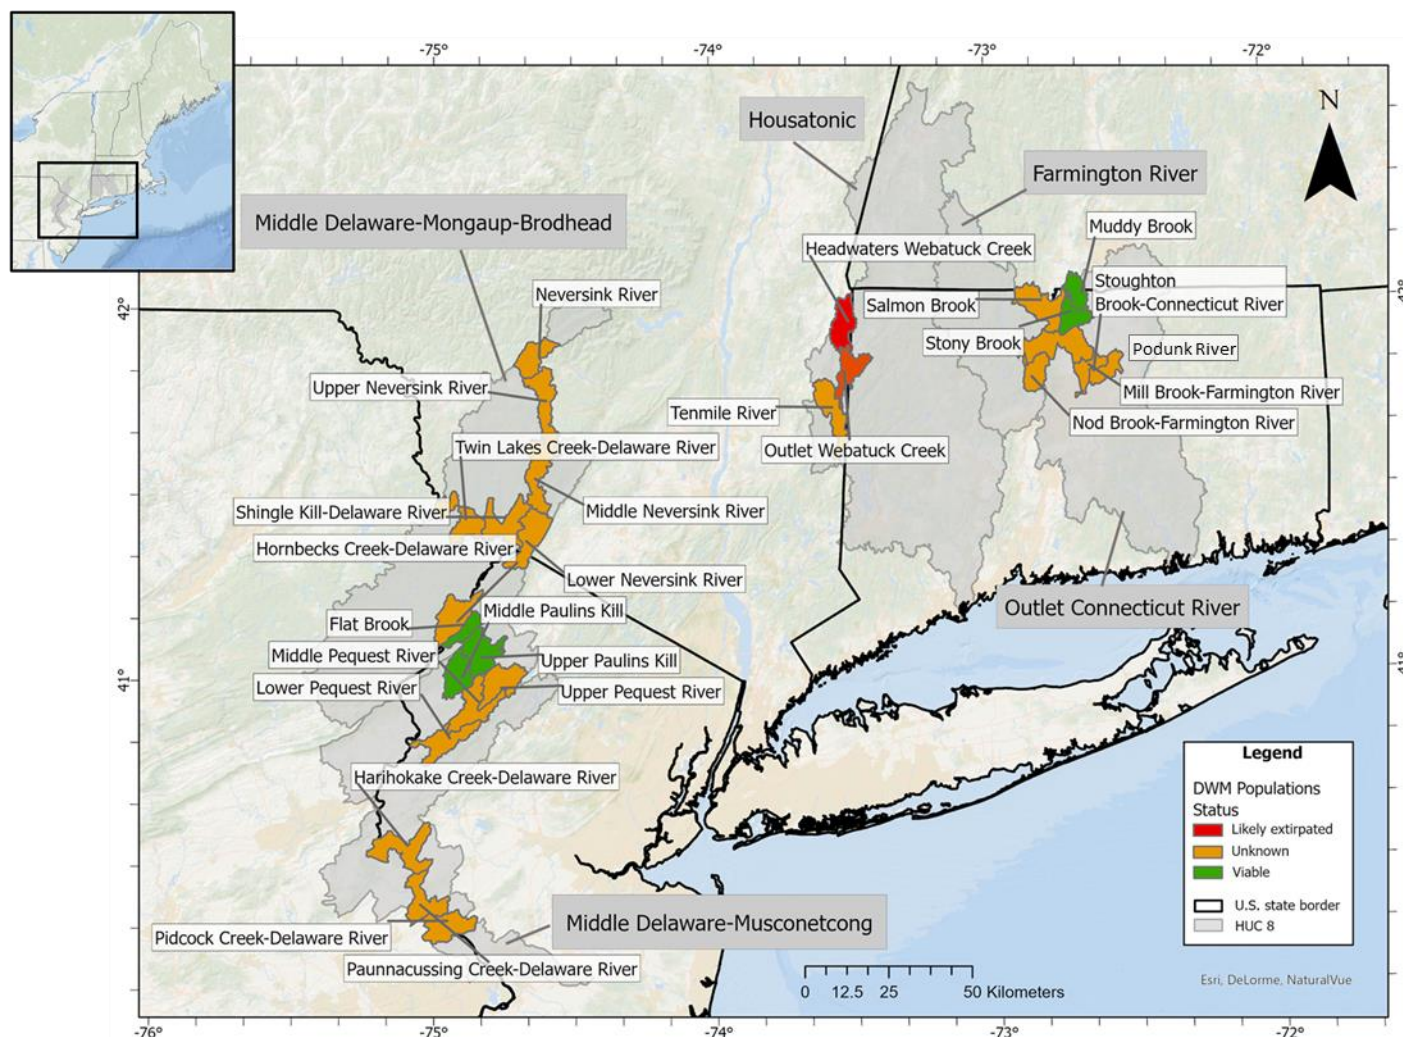 -75°
-74°
-73°
-72°
N
Housatonic
Farmington River
Middle Delaware-Mongaup-Brodhead
Muddy Brook
Headwaters Webatuck Creek
Stoughton
Brook-Connecticut River
Neversink River
Salmon Brook
42°
42°
Stony Brook
Podunk River
Upper Neversink River
Mill Brook-Farmington River
Tenmile River
Nod Brook-Farmington River
Twin Lakes Creek-Delaware River
Outlet Webatuck Creek
Shingle Kill-Delaware River
Middle Neversink River
Hornbecks Creek-Delaware River
Lower Neversink River
Outlet Connecticut River
Middle Paulins Kill
Flat Brook
Middle Pequest River
Upper Paulins Kill
41°
41°
Lower Pequest River
Upper Pequest River
Harihokake Creek-Delaware River
Legend
DWM Populations
Status
Likely extirpated
Unknown
Viable
U.S. state border
HUC 8
Middle Delaware-Musconetcong
Pidcock Creek-Delaware River
Paunnacussing Creek-Delaware River
0 12.5 25 50 Kilometers
Esri, DeLorme, NaturalVue
-76°
-75°
-74°
-73°
-72°